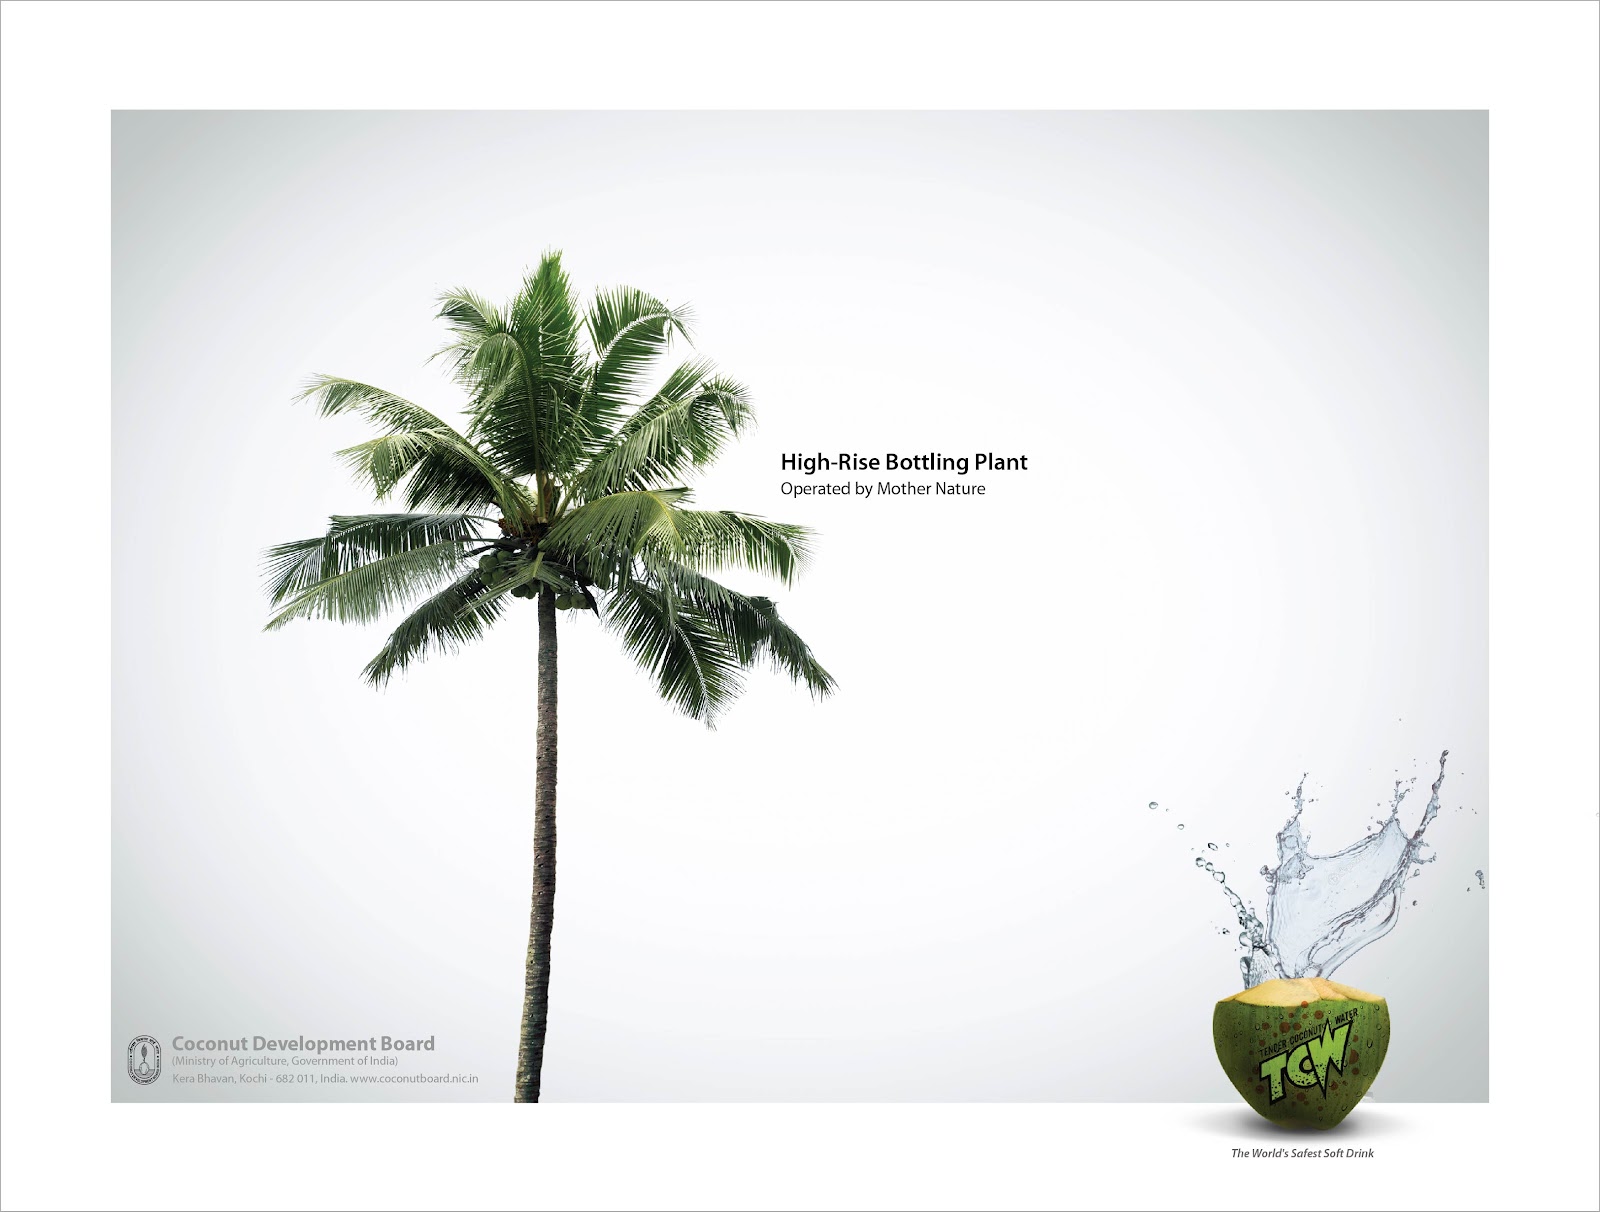 High-Rise Bottling Plant
Operated by Mother Nature
Coconut Development Board
(Ministry of Agriculture, Government of India)
Kera Bhavan, Kochi - 682 011, India. www.coconutboard.nic.in
TENDER COCONUT WATER
TCW
The World's Safest Soft Drink